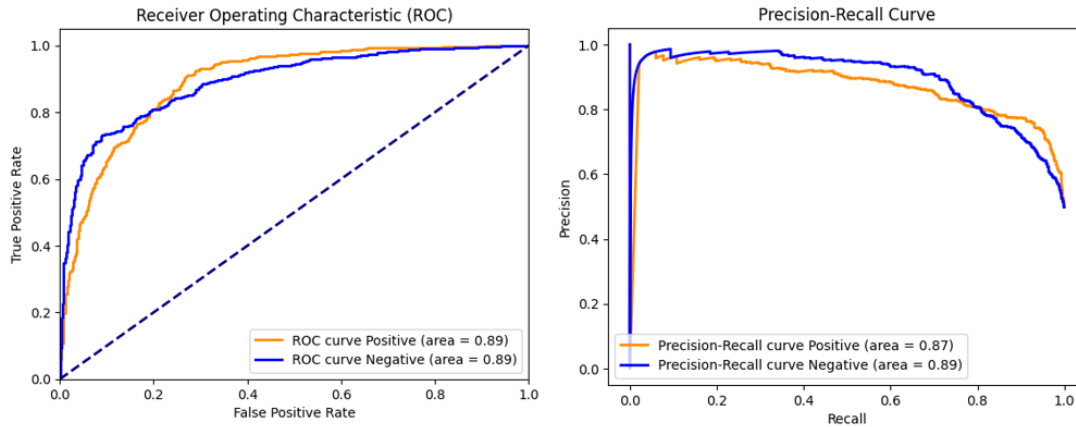 Receiver Operating Characteristic (ROC)
1.0
0.8
0.6
0.4
0.2
0.0
True Positive Rate
0.0
0.2
0.4
0.6
0.8
1.0
False Positive Rate
ROC curve Positive (area = 0.89)
ROC curve Negative (area = 0.89)
Precision-Recall Curve
1.0
0.8
0.6
0.4
0.2
0.0
Precision
0.0
0.2
0.4
0.6
0.8
1.0
Recall
Precision-Recall curve Positive (area = 0.87)
Precision-Recall curve Negative (area = 0.89)